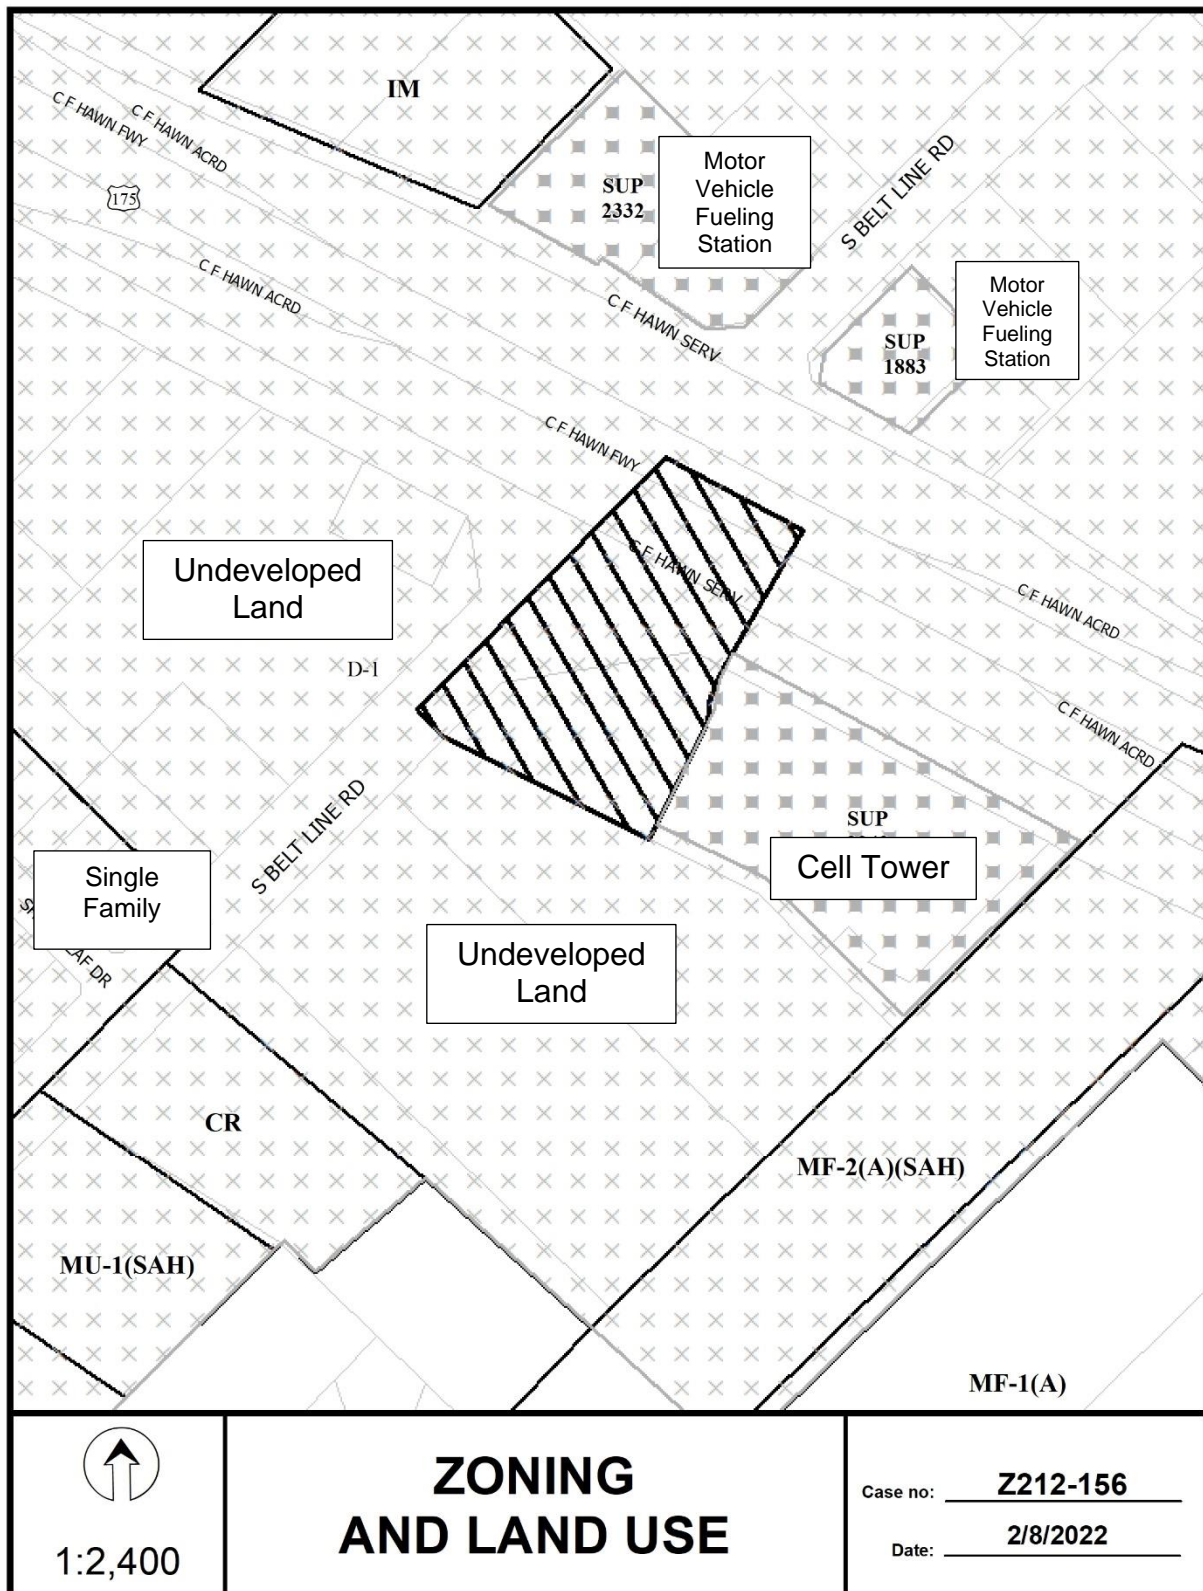 IM
C F HAWN FWY
C F HAWN ACRD
175
SUP
2332
Motor
Vehicle
Fueling
Station
S BELT LINE RD
C F HAWN ACRD
C F HAWN SERV
Motor
Vehicle
Fueling
Station
SUP
1883
C F HAWN FWY
C F HAWN SERV
Undeveloped
Land
C F HAWN ACRD
D-1
C F HAWN ACRD
S BELT LINE RD
SUP
Cell Tower
Single
Family
DR
Undeveloped
Land
CR
MF-2(A)(SAH)
MU-1(SAH)
MF-1(A)
1:2,400
ZONING
AND LAND USE
Case no: Z212-156
Date: 2/8/2022